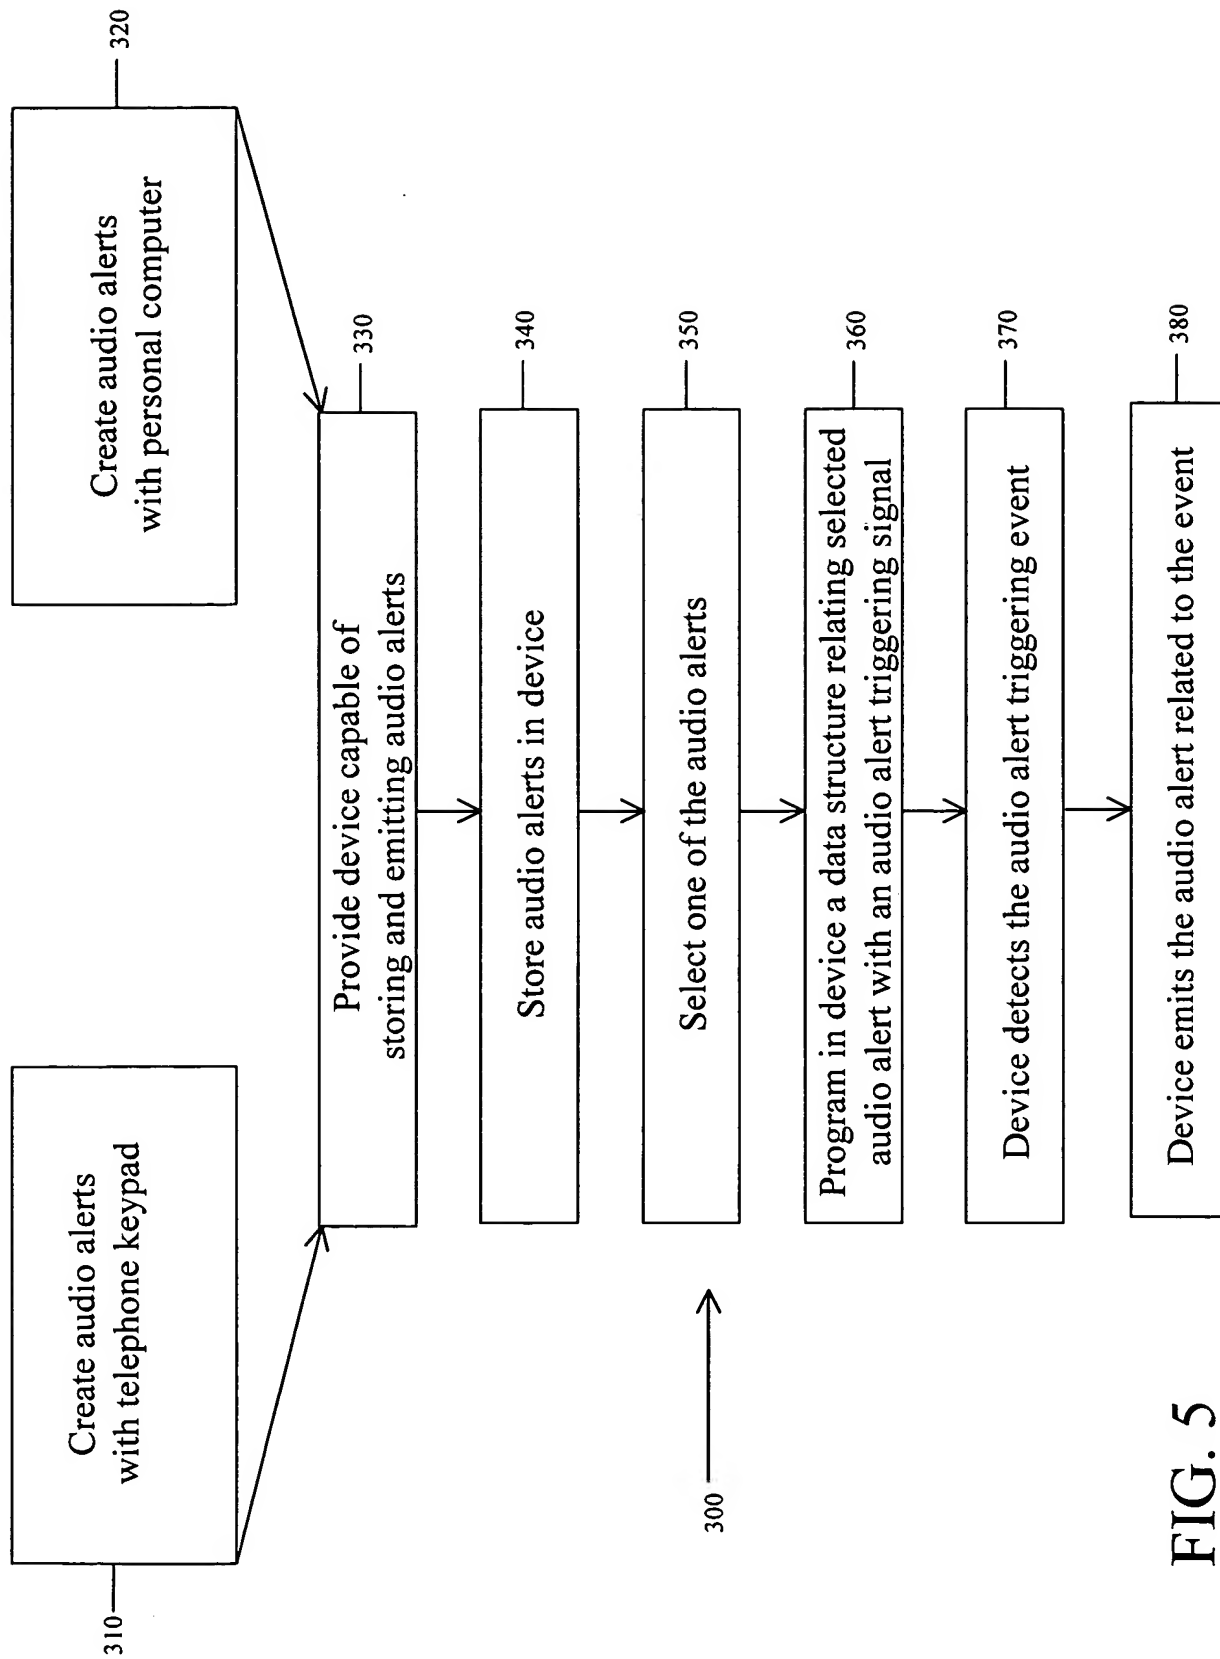 310
Create audio alerts
with telephone keypad
Create audio alerts
with personal computer
320
Provide device capable of
storing and emitting audio alerts
330
Store audio alerts in device
340
300
Select one of the audio alerts
350
Program in device a data structure relating selected
audio alert with an audio alert triggering signal
360
Device detects the audio alert triggering event
370
Device emits the audio alert related to the event
380
FIG. 5